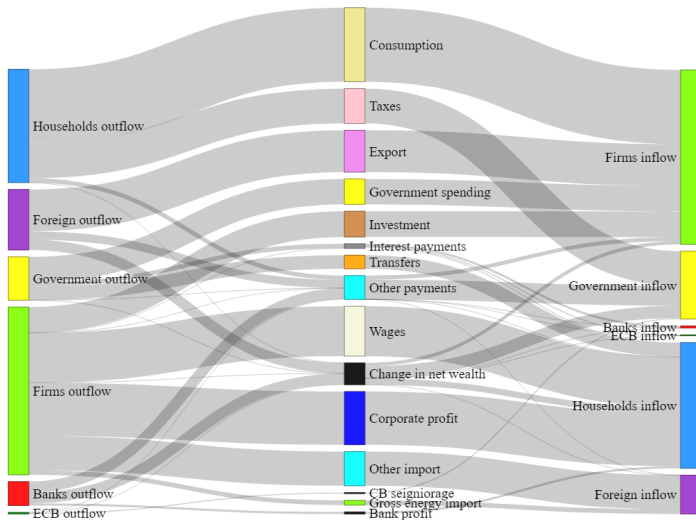 Households outflow
Foreign outflow
Government outflow
Firms outflow
Banks outflow
ECB outflow
Consumption
Taxes
Export
Government spending
Investment
Interest payments
Transfers
Other payments
Wages
Change in net wealth
Corporate profit
Other import
CB seigniorage
Gross energy import
Bank profit
Firms inflow
Government inflow
Banks inflow
ECB inflow
Households inflow
Foreign inflow